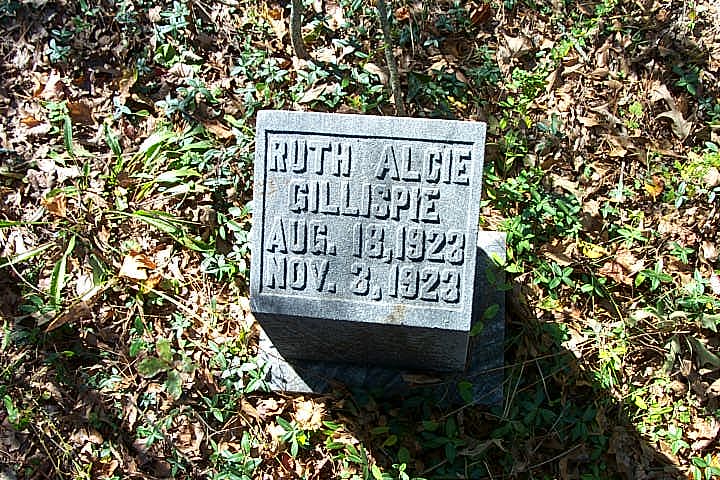 RUTH ALCIE
GILLISPIE
AUG. 18,1923
NOV. 3,1923